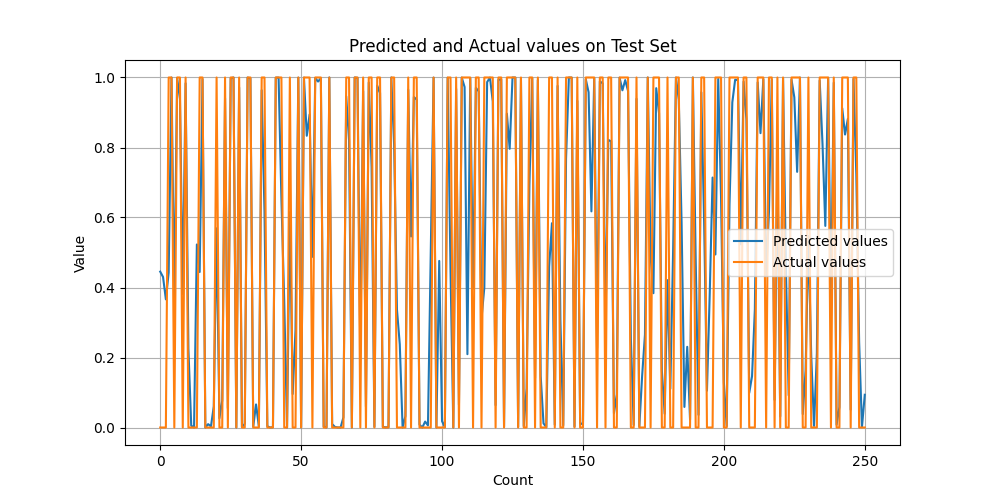 Predicted and Actual values on Test Set
1.0
0.8
0.6
0.4
0.2
0.0
Value
Predicted values
Actual values
0 50 100 150 200 250
Count